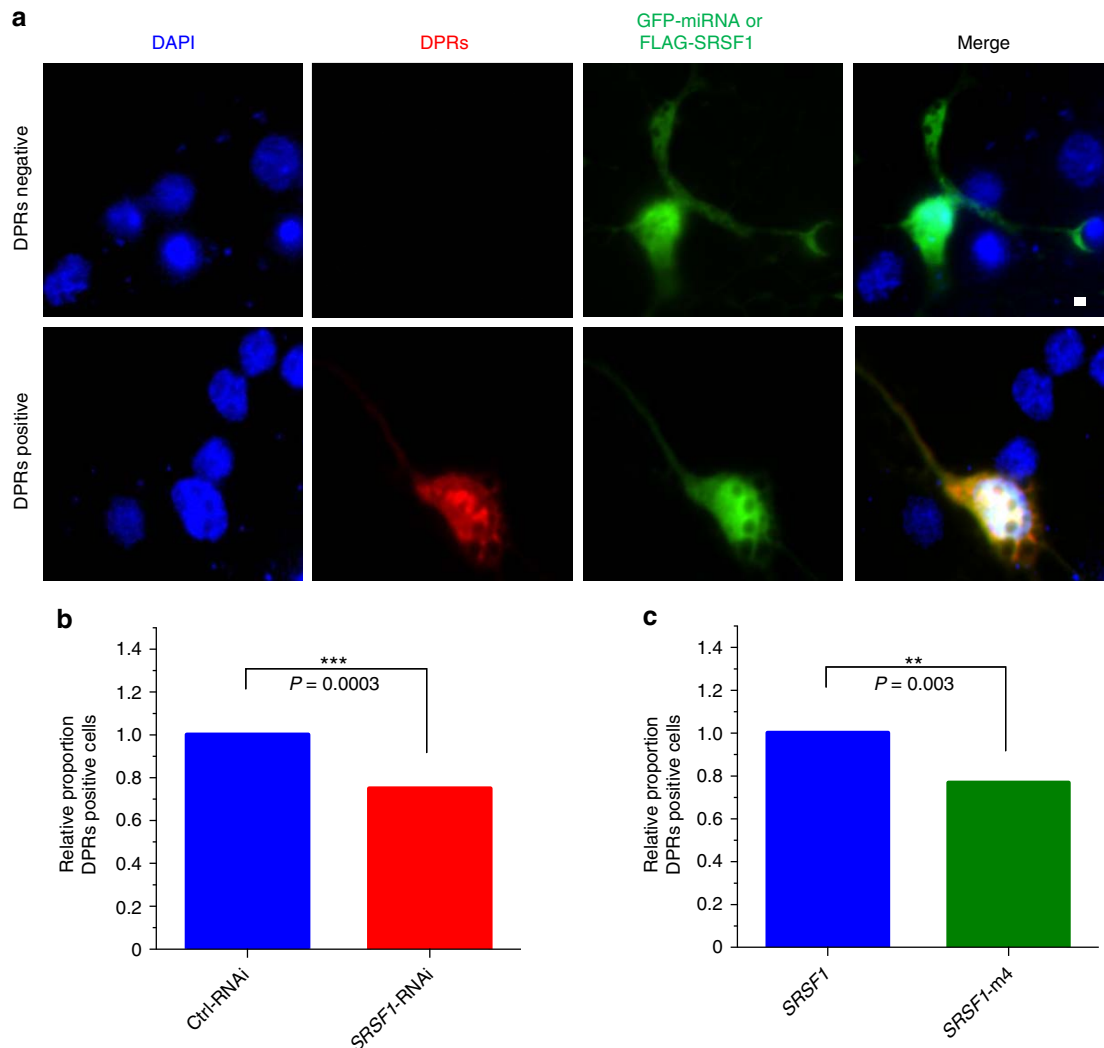 a
DAPI
DPRs
GFP-miRNA or
FLAG-SRSF1
Merge
DPRs negative
DPRs positive
b
Relative proportion
DPRs positive cells
1.4
1.2
1.0
0.8
0.6
0.4
0.2
0
***
P = 0.0003
Ctrl-RNAi
SRSF1-RNAi
c
Relative proportion
DPRs positive cells
1.4
1.2
1.0
0.8
0.6
0.4
0.2
0
**
P = 0.003
SRSF1
SRSF1-m4